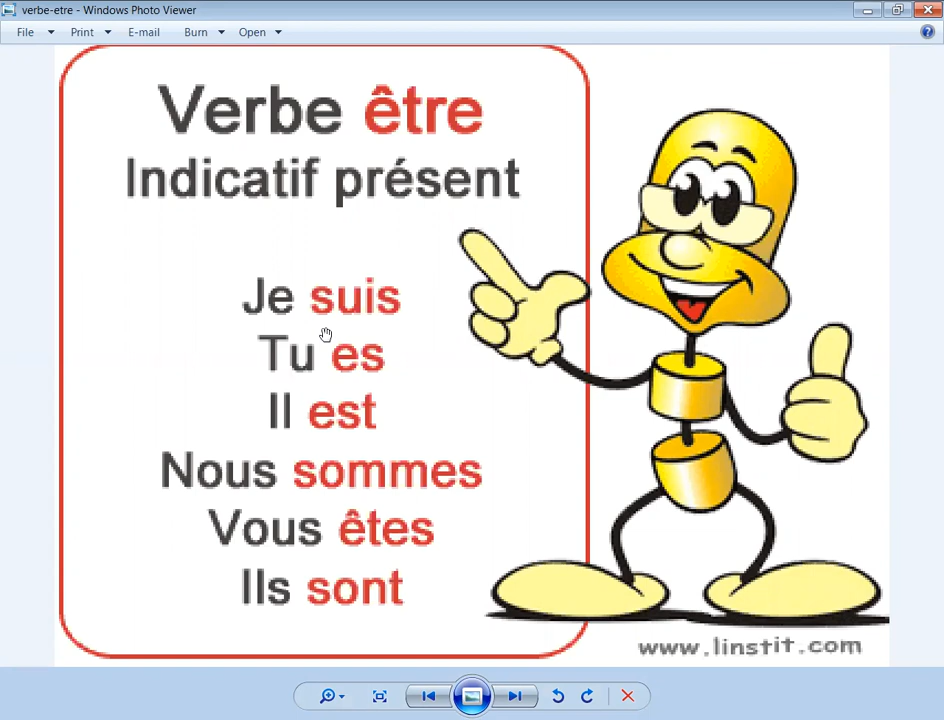 verbe-etre - Windows Photo Viewer
File Print E-mail Burn Open
Verbe être
Indicatif présent
Je suis
Tu es
Il est
Nous sommes
Vous êtes
Ils sont
www.linstit.com